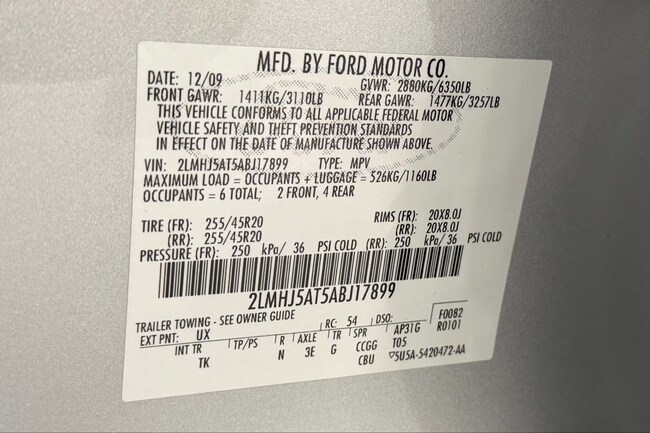 MFD. BY FORD MOTOR CO.
DATE: 12/09 GVWR: 2880KG/6350LB
FRONT GAWR: 1411KG/3110LB REAR GAWR: 1477KG/3257LB
THIS VEHICLE CONFORMS TO ALL APPLICABLE FEDERAL MOTOR
VEHICLE SAFETY AND THEFT PREVENTION STANDARDS
IN EFFECT ON THE DATE OF MANUFACTURE SHOWN ABOVE.
VIN: 2LMHJ5AT5ABJ17899 TYPE: MPV
MAXIMUM LOAD = OCCUPANTS + LUGGAGE = 526KG/1160LB
OCCUPANTS = 6 TOTAL; 2 FRONT, 4 REAR
TIRE (FR): 255/45R20 RIMS (FR): 20X8.0J
(RR): 255/45R20 (RR): 20X8.0J
PRESSURE (FR): 250 kPa/ 36 PSI COLD (RR): 250 kPa/ 36 PSI COLD
2LMHJ5AT5ABJ17899
TRAILER TOWING - SEE OWNER GUIDE
EXT PNT: UX RC: 54 DSO: F0082
INT TR TP/PS R AXLE TR SPR AP31G R0101
TK N 3E G CCGG T05
CBU 5U5A-5420472-AA